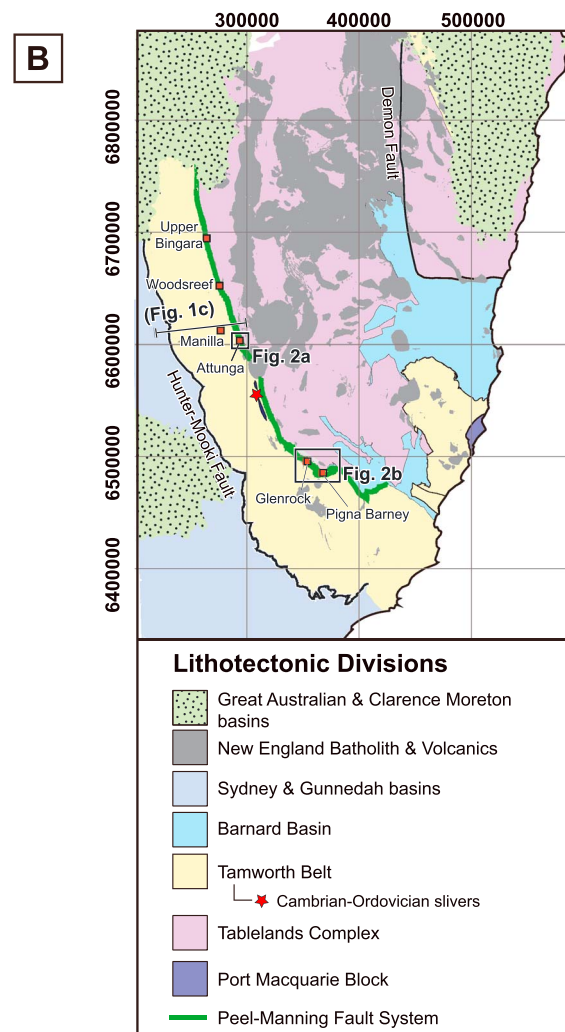 B
300000 400000 500000
6800000
6700000
6600000
6500000
6400000
Demon Fault
Upper
Bingara
Woodsreef
(Fig. 1c)
Manilla
Attunga
Fig. 2a
Hunter-Mooki Fault
Fig. 2b
Glenrock
Pigna Barney
Lithotectonic Divisions
Great Australian & Clarence Moreton
basins
New England Batholith & Volcanics
Sydney & Gunnedah basins
Barnard Basin
Tamworth Belt
Cambrian-Ordovician slivers
Tablelands Complex
Port Macquarie Block
Peel-Manning Fault System